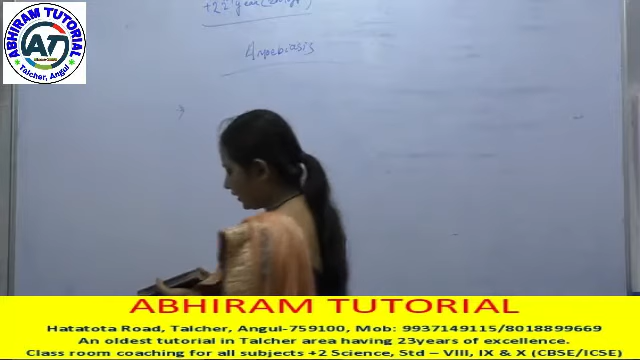 ABHIRAM TUTORIAL
AT
Talcher, Angul
Amoebiasis
ABHIRAM TUTORIAL
Hatatota Road, Talcher, Angul-759100, Mob: 9937149115/8018899669
An oldest tutorial in Talcher area having 23years of excellence.
Class room coaching for all subjects +2 Science, Std – VIII, IX & X (CBSE/ICSE)